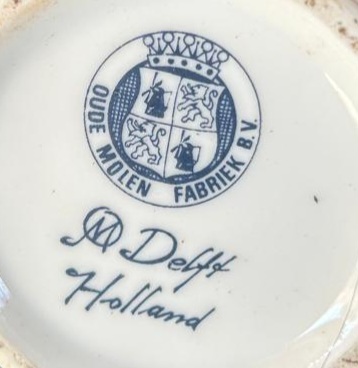 OUDE MOLEN FABRIEK B.V.
OM Delft
Holland